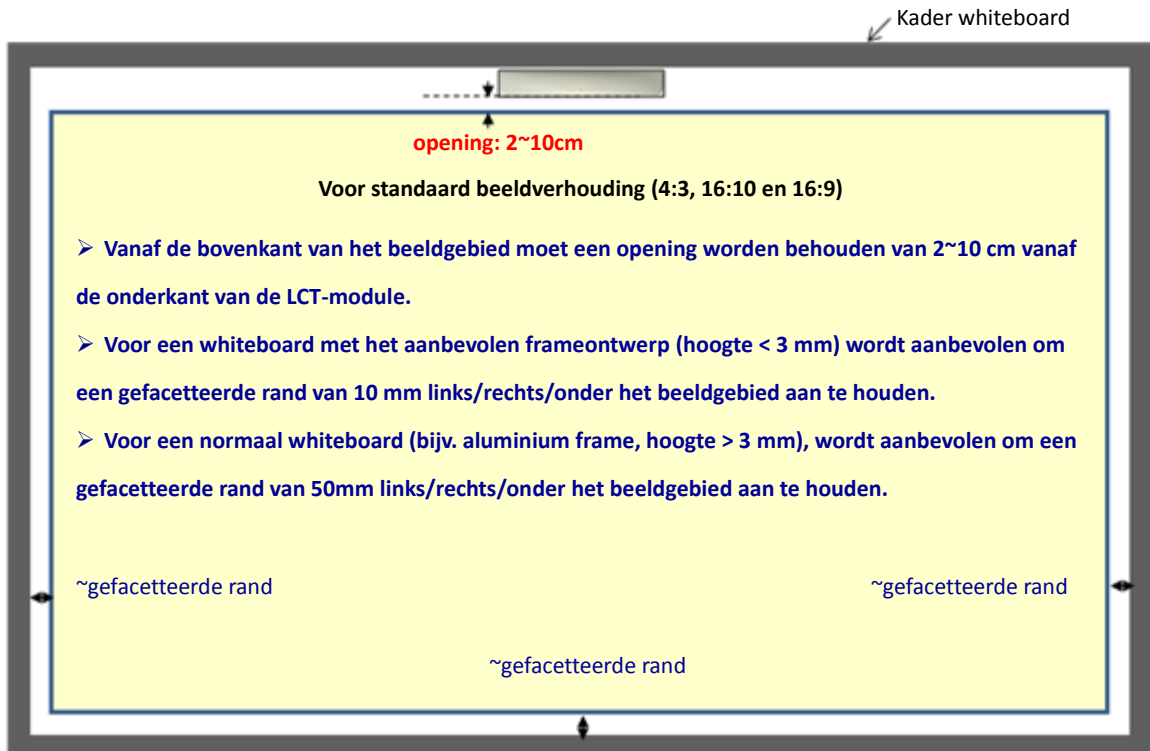 Kader whiteboard
opening: 2~10cm
Voor standaard beeldverhouding (4:3, 16:10 en 16:9)
➢ Vanaf de bovenkant van het beeldgebied moet een opening worden behouden van 2~10 cm vanaf
de onderkant van de LCT-module.
➢ Voor een whiteboard met het aanbevolen frameontwerp (hoogte < 3 mm) wordt aanbevolen om
een gefacetteerde rand van 10 mm links/rechts/onder het beeldgebied aan te houden.
➢ Voor een normaal whiteboard (bijv. aluminium frame, hoogte > 3 mm), wordt aanbevolen om een
gefacetteerde rand van 50mm links/rechts/onder het beeldgebied aan te houden.
~gefacetteerde rand
~gefacetteerde rand
~gefacetteerde rand